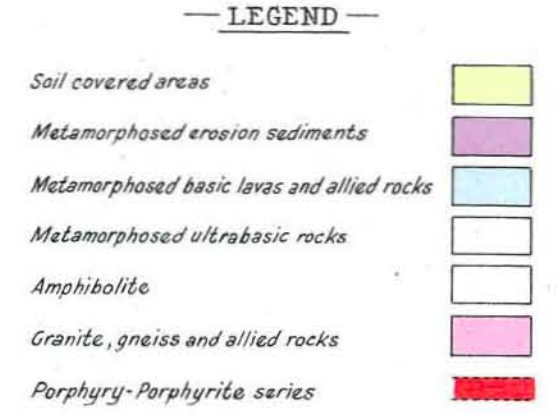 — LEGEND —
Soil covered areas
Metamorphosed erosion sediments
Metamorphosed basic lavas and allied rocks
Metamorphosed ultrabasic rocks
Amphibolite
Granite, gneiss and allied rocks
Porphyry-Porphyrite series